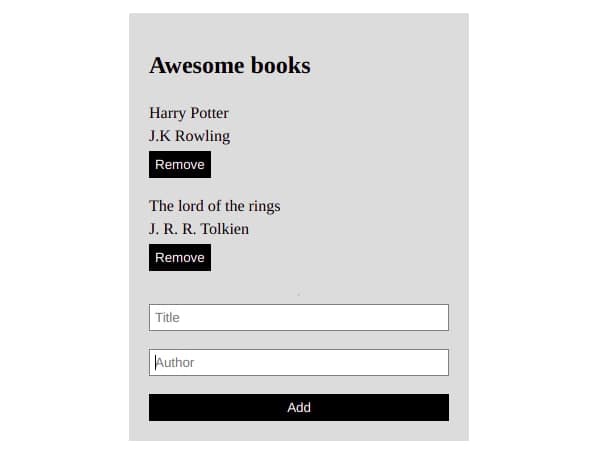 Awesome books
Harry Potter
J.K Rowling
Remove
The lord of the rings
J. R. R. Tolkien
Remove
Title
Author
Add